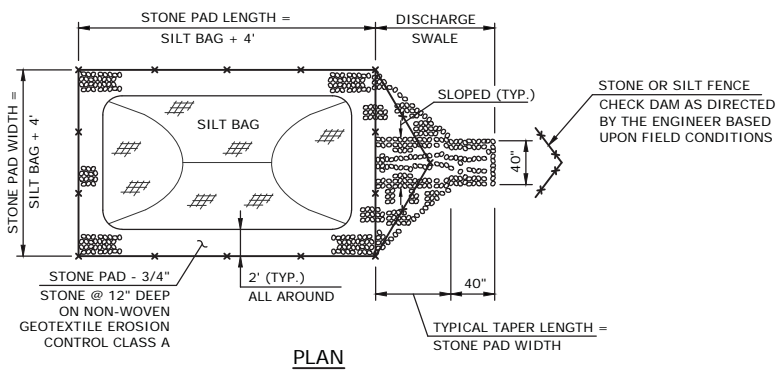 STONE PAD LENGTH =
SILT BAG + 4'
DISCHARGE
SWALE
SLOPED (TYP.)
STONE OR SILT FENCE
CHECK DAM AS DIRECTED
BY THE ENGINEER BASED
UPON FIELD CONDITIONS
STONE PAD WIDTH =
SILT BAG + 4'
SILT BAG
40"
STONE PAD - 3/4"
STONE @ 12" DEEP
ON NON-WOVEN
GEOTEXTILE EROSION
CONTROL CLASS A
2' (TYP.)
ALL AROUND
40"
TYPICAL TAPER LENGTH =
STONE PAD WIDTH
PLAN